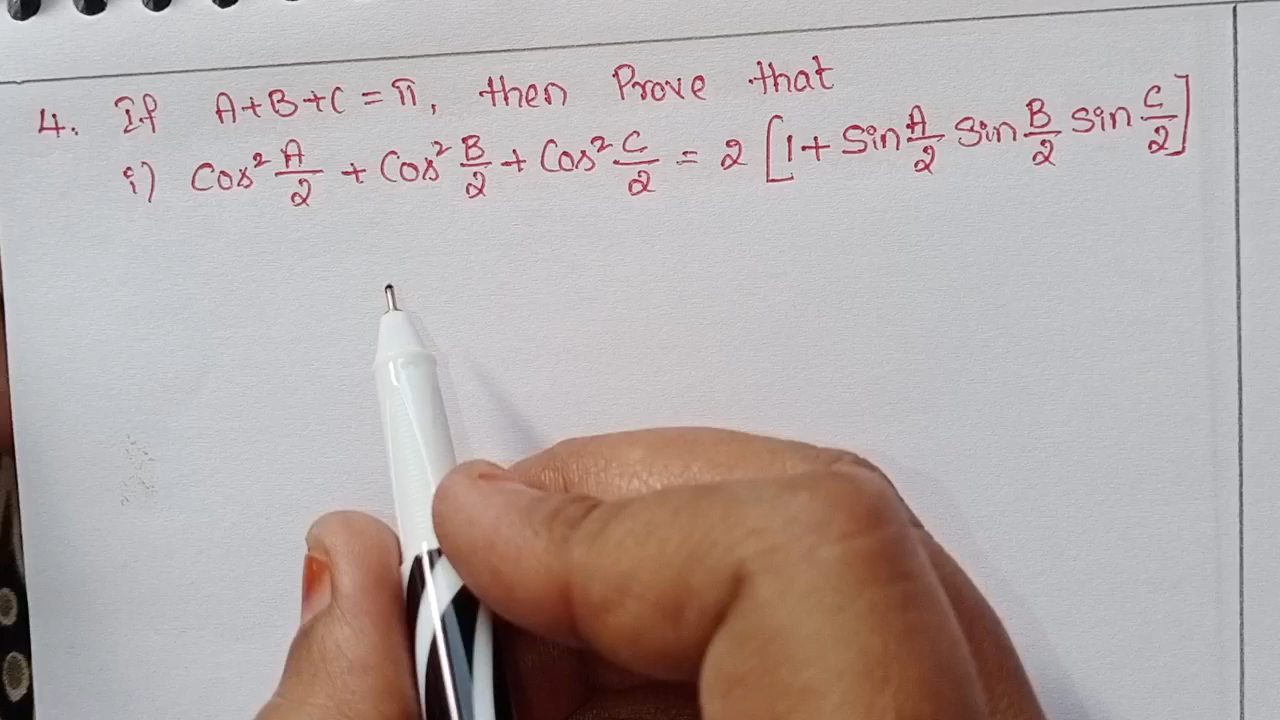 4. If A+B+C = π, then Prove that
i) Cos² A/2 + Cos² B/2 + Cos² C/2 = 2 [1 + Sin A/2 Sin B/2 Sin C/2]